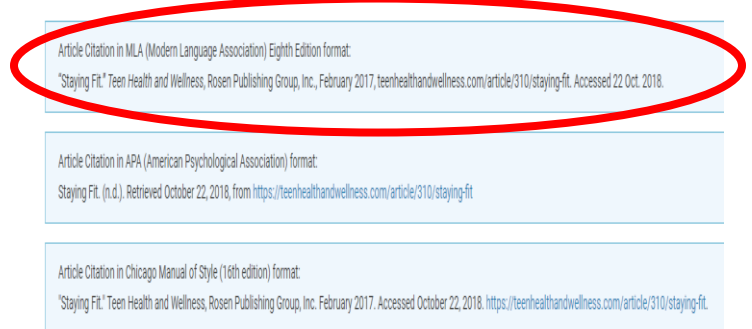 Article Citation in MLA (Modern Language Association) Eighth Edition format:
"Staying Fit." Teen Health and Wellness, Rosen Publishing Group, Inc., February 2017, teenhealthandwellness.com/article/310/staying-fit. Accessed 22 Oct. 2018.
Article Citation in APA (American Psychological Association) format:
Staying Fit. (n.d.). Retrieved October 22, 2018, from https://teenhealthandwellness.com/article/310/staying-fit
Article Citation in Chicago Manual of Style (16th edition) format:
"Staying Fit." Teen Health and Wellness, Rosen Publishing Group, Inc. February 2017. Accessed October 22, 2018. https://teenhealthandwellness.com/article/310/staying-fit.